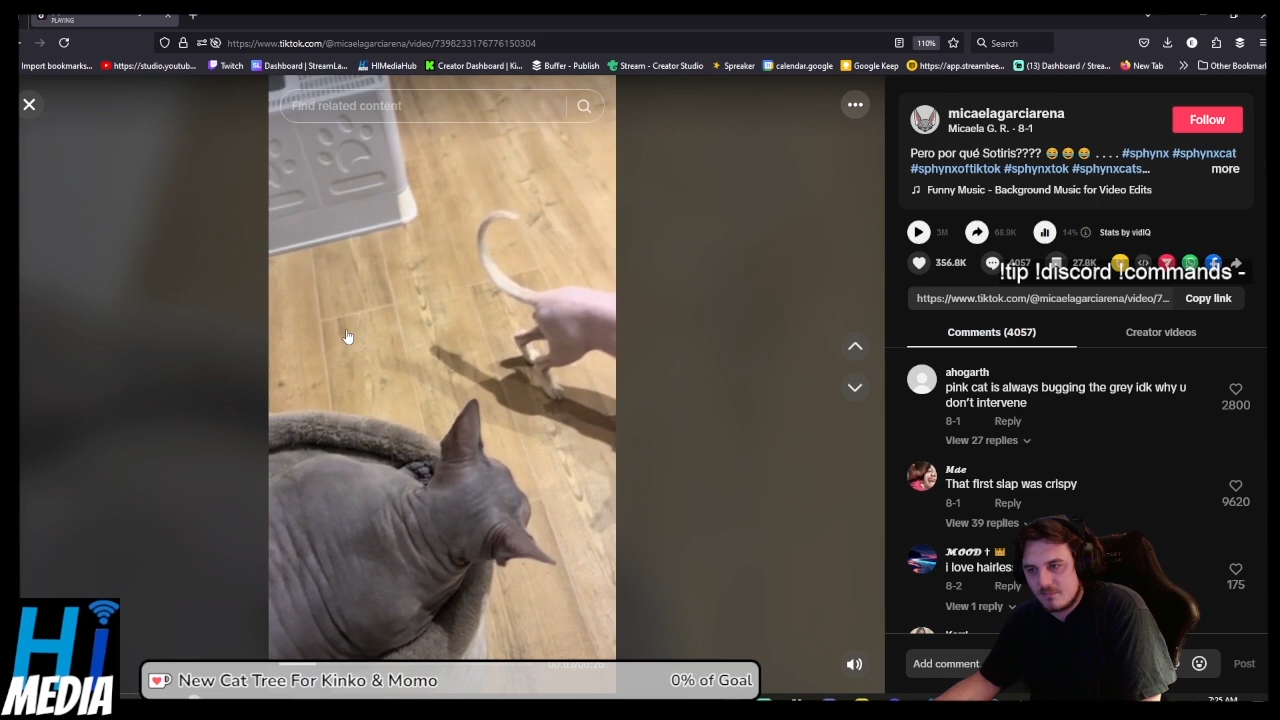 PLAYING
https://www.tiktok.com/@micaelagarciarena/video/7398233176776150304
110%
Search
Import bookmarks...
https://studio.youtub...
Twitch
Dashboard | StreamLa...
HIMediaHub
Creator Dashboard | Ki...
Buffer - Publish
Stream - Creator Studio
Spreaker
calendar.google
Google Keep
https://app.streambee...
(13) Dashboard / Strea...
New Tab
Other Bookmar
Find related content
micaelagarciarena
Micaela G. R. · 8-1
Follow
Pero por qué Sotiris???? 😂 😂 😂 . . . . #sphynx #sphynxcat
#sphynxoftiktok #sphynxtok #sphynxcats...
more
Funny Music - Background Music for Video Edits
3M
68.9K
14%
Stats by vidIQ
356.8K
4057
27.8K
!tip !discord !commands -
https://www.tiktok.com/@micaelagarciarena/video/7...
Copy link
Comments (4057)
Creator videos
ahogarth
pink cat is always bugging the grey idk why u
don't intervene
2800
8-1 Reply
View 27 replies
Mae
That first slap was crispy
9620
8-1 Reply
View 39 replies
MOOD † 👑
i love hairles
175
8-2 Reply
View 1 reply
Add comment
Post
Hi
MEDIA
New Cat Tree For Kinko & Momo
0% of Goal
7:25 AM